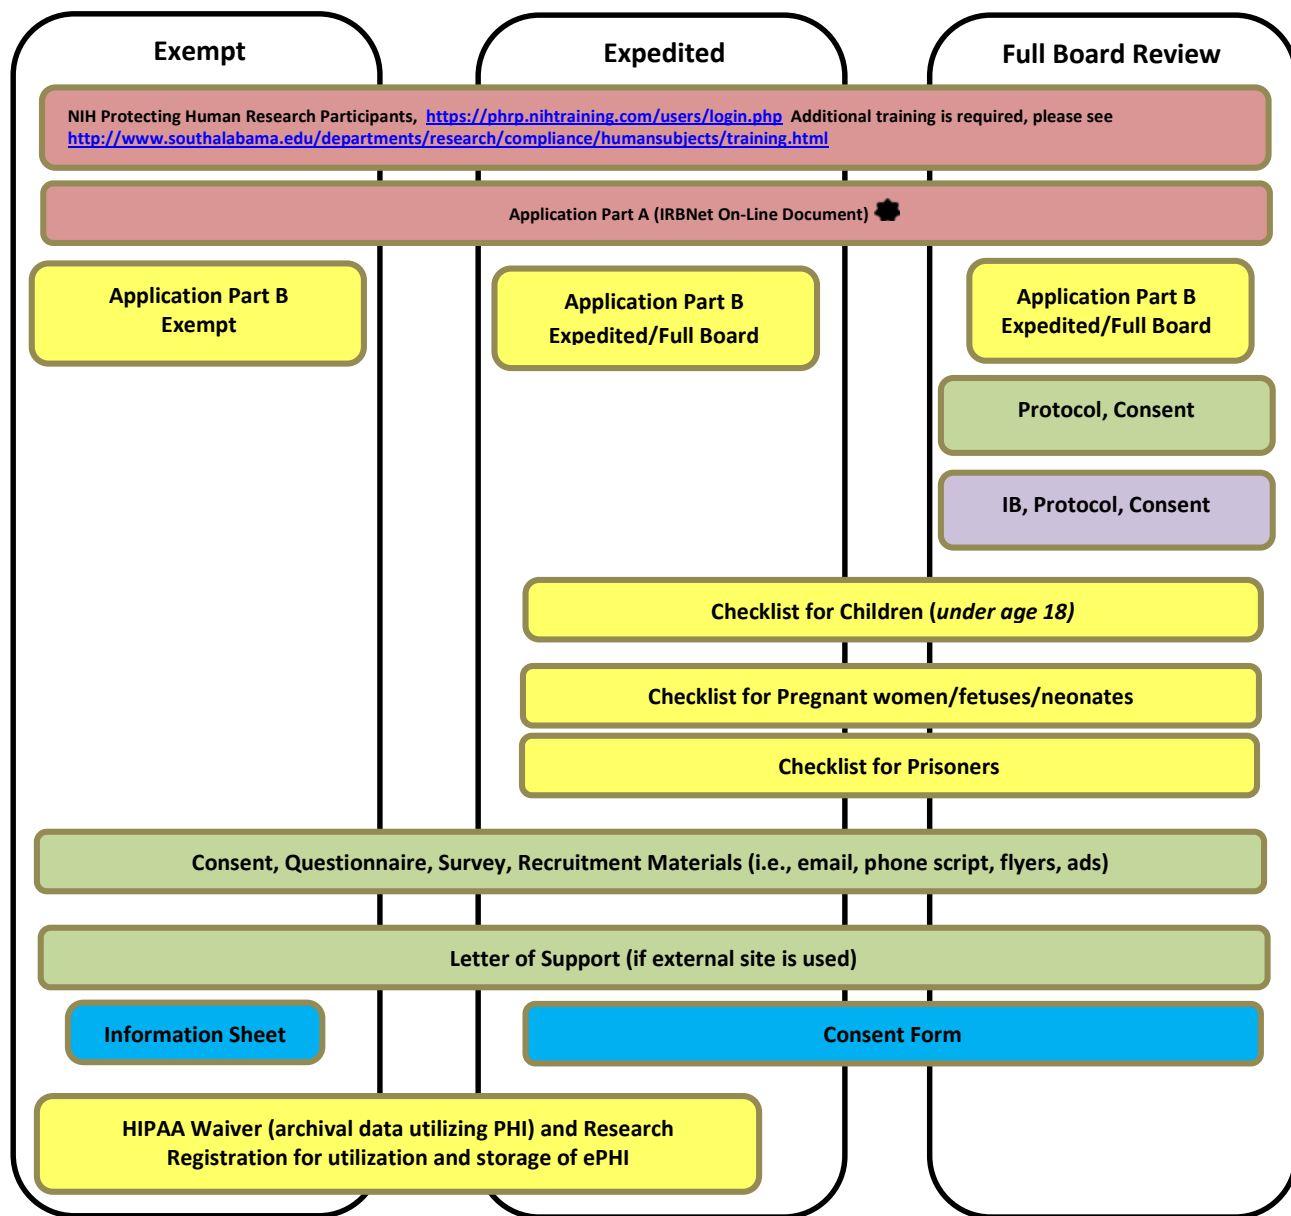 Exempt
Expedited
Full Board Review
NIH Protecting Human Research Participants, https://phrp.nihtraining.com/users/login.php Additional training is required, please see
http://www.southalabama.edu/departments/research/compliance/humansubjects/training.html
Application Part A (IRBNet On-Line Document)
Application Part B
Exempt
Application Part B
Expedited/Full Board
Application Part B
Expedited/Full Board
Protocol, Consent
IB, Protocol, Consent
Checklist for Children (under age 18)
Checklist for Pregnant women/fetuses/neonates
Checklist for Prisoners
Consent, Questionnaire, Survey, Recruitment Materials (i.e., email, phone script, flyers, ads)
Letter of Support (if external site is used)
Information Sheet
Consent Form
HIPAA Waiver (archival data utilizing PHI) and Research
Registration for utilization and storage of ePHI